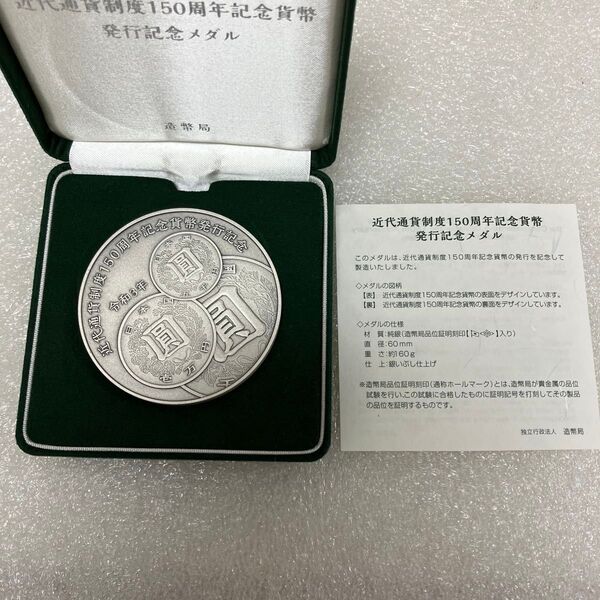 近代通貨制度150周年記念貨幣
発行記念メダル
造幣局
近代通貨制度150周年記念貨幣発行記念
令和3年
圓
圓
圓
壱万円
近代通貨制度150周年記念貨幣
発行記念メダル
このメダルは、近代通貨制度150周年記念貨幣の発行を記念して
製造いたしました。
◇メダルの図柄
【表】 近代通貨制度150周年記念貨幣の表面をデザインしています。
【裏】 近代通貨制度150周年記念貨幣の裏面をデザインしています。
◇メダルの仕様
材 質:純銀(造幣局品位証明刻印【 】入り)
直 径:60mm
重 さ:約160g
仕 上:銀いぶし仕上げ
※造幣局品位証明刻印(通称ホールマーク)とは、造幣局が貴金属の品位
試験を行い、この試験に合格したものに証明記号を打刻してその製品
の品位を証明するものです。
独立行政法人 造幣局